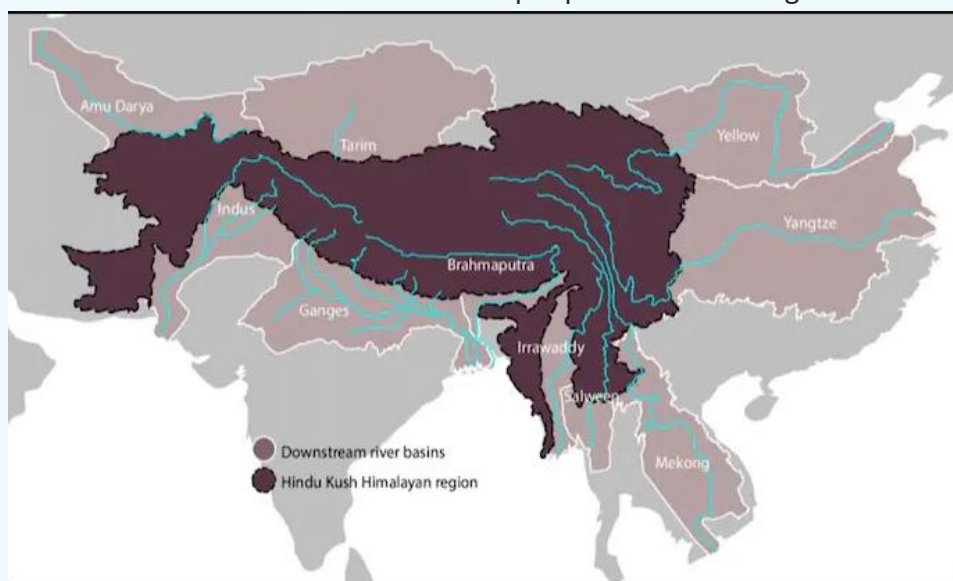 Amu Darya
Tarim
Yellow
Indus
Yangtze
Brahmaputra
Ganges
Irrawaddy
Salween
Downstream river basins
Mekong
Hindu Kush Himalayan region